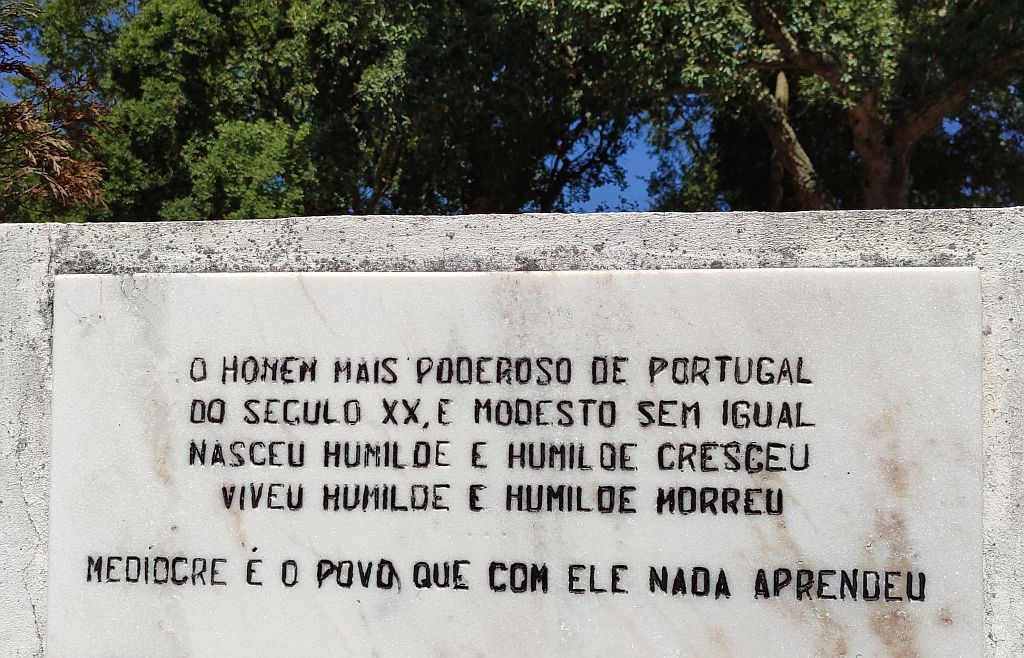 O HOMEM MAIS PODEROSO DE PORTUGAL
DO SECULO XX, E MODESTO SEM IGUAL
NASCEU HUMILDE E HUMILDE CRESCEU
VIVEU HUMILDE E HUMILDE MORREU
MEDÍOCRE É O POVO QUE COM ELE NADA APRENDEU